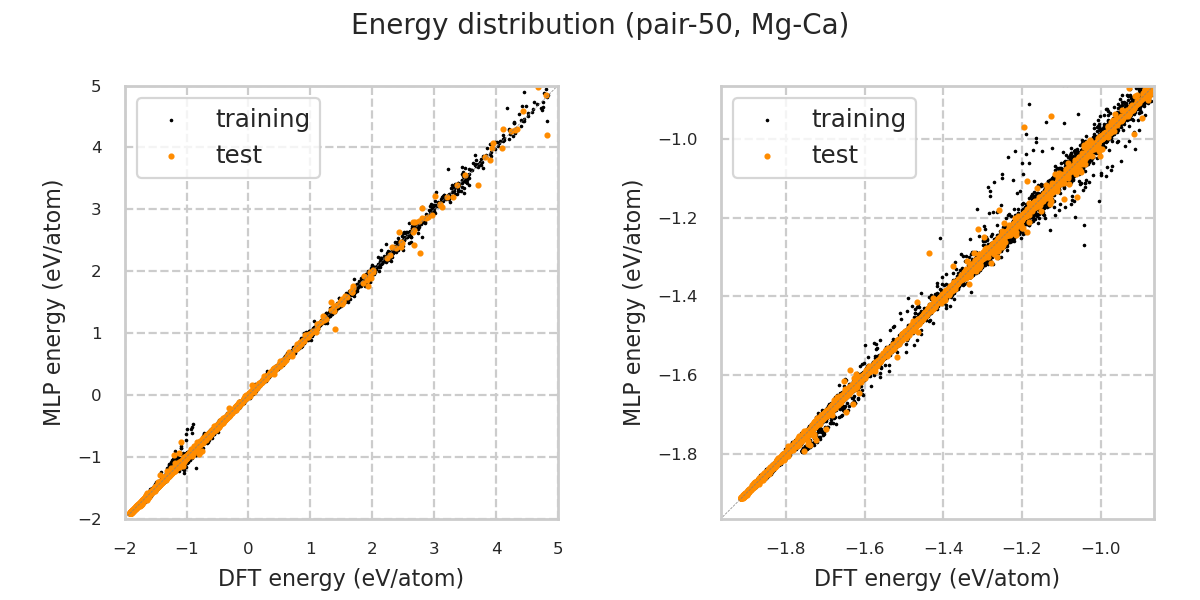 Energy distribution (pair-50, Mg-Ca)
training
test
MLP energy (eV/atom)
5
4
3
2
1
0
−1
−2
−2 −1 0 1 2 3 4 5
DFT energy (eV/atom)
training
test
MLP energy (eV/atom)
−1.0
−1.2
−1.4
−1.6
−1.8
−1.8 −1.6 −1.4 −1.2 −1.0
DFT energy (eV/atom)